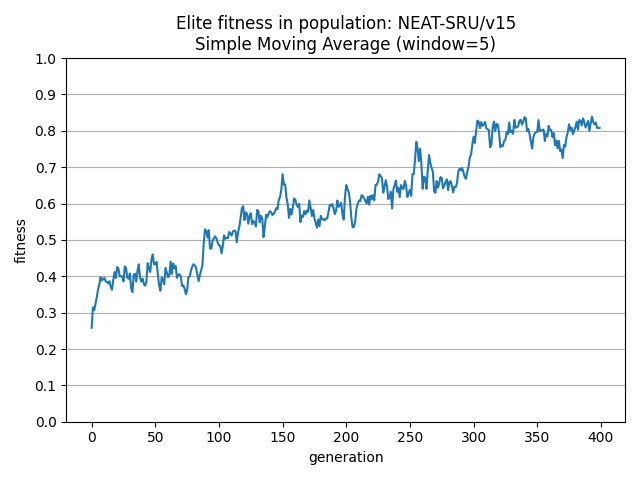 Elite fitness in population: NEAT-SRU/v15
Simple Moving Average (window=5)
1.0
0.9
0.8
0.7
0.6
0.5
0.4
0.3
0.2
0.1
0.0
fitness
0 50 100 150 200 250 300 350 400
generation